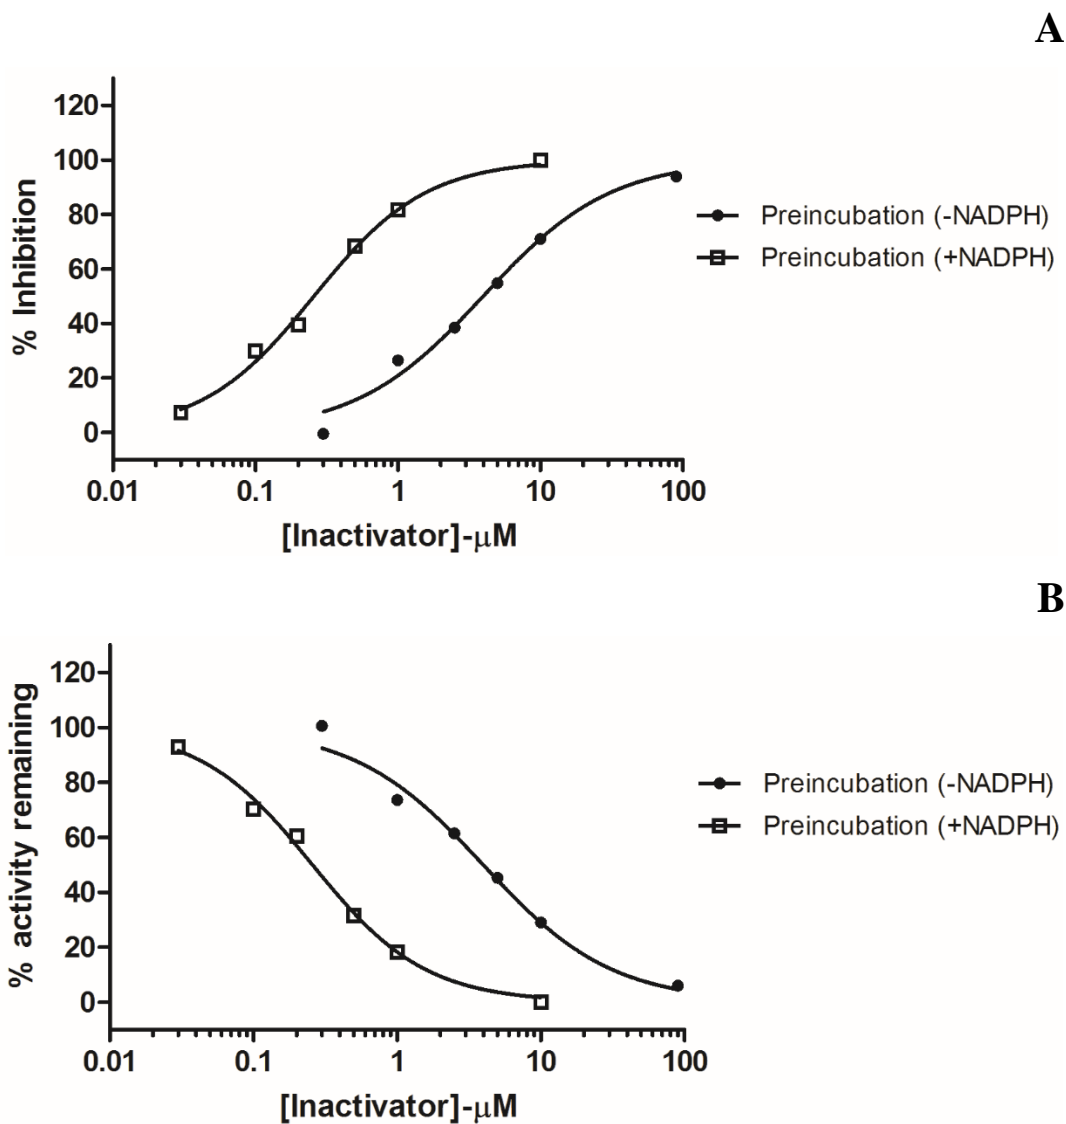 A
120
100
80
60
40
20
0
% Inhibition
0.01 0.1 1 10 100
[Inactivator]-μM
Preincubation (-NADPH)
Preincubation (+NADPH)
B
120
100
80
60
40
20
0
% activity remaining
0.01 0.1 1 10 100
[Inactivator]-μM
Preincubation (-NADPH)
Preincubation (+NADPH)